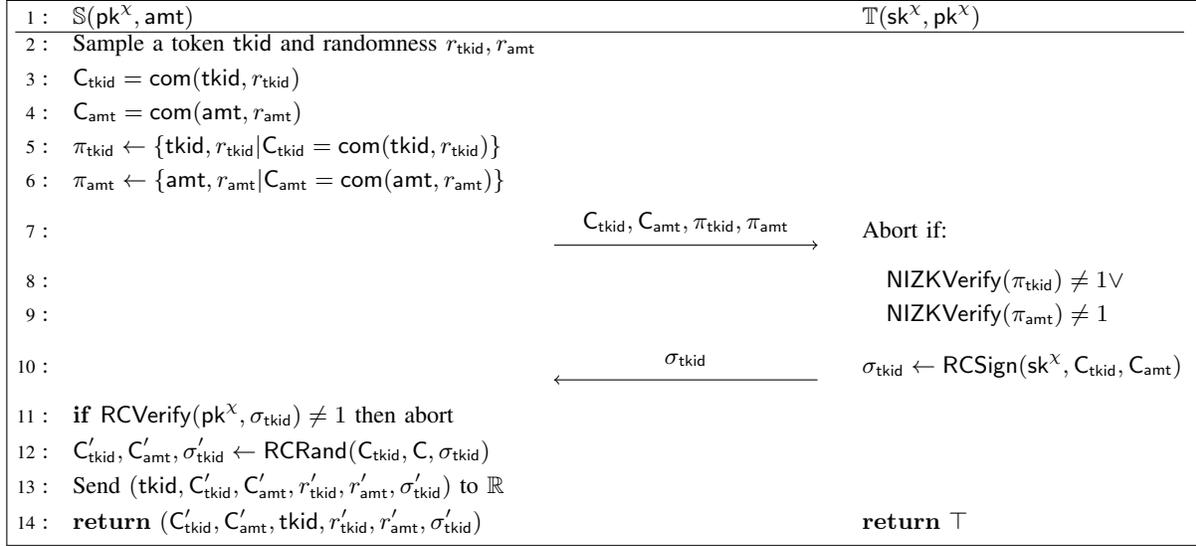 1 : 𝕊(pk^χ, amt) 𝕋(sk^χ, pk^χ)
2 : Sample a token tkid and randomness r_tkid, r_amt
3 : C_tkid = com(tkid, r_tkid)
4 : C_amt = com(amt, r_amt)
5 : π_tkid ← {tkid, r_tkid|C_tkid = com(tkid, r_tkid)}
6 : π_amt ← {amt, r_amt|C_amt = com(amt, r_amt)}
7 : C_tkid, C_amt, π_tkid, π_amt Abort if:
8 : NIZKVerify(π_tkid) ≠ 1∨
9 : NIZKVerify(π_amt) ≠ 1
10 : σ_tkid σ_tkid ← RCSign(sk^χ, C_tkid, C_amt)
11 : if RCVerify(pk^χ, σ_tkid) ≠ 1 then abort
12 : C′_tkid, C′_amt, σ′_tkid ← RCRand(C_tkid, C, σ_tkid)
13 : Send (tkid, C′_tkid, C′_amt, r′_tkid, r′_amt, σ′_tkid) to ℝ
14 : return (C′_tkid, C′_amt, tkid, r′_tkid, r′_amt, σ′_tkid) return ⊤